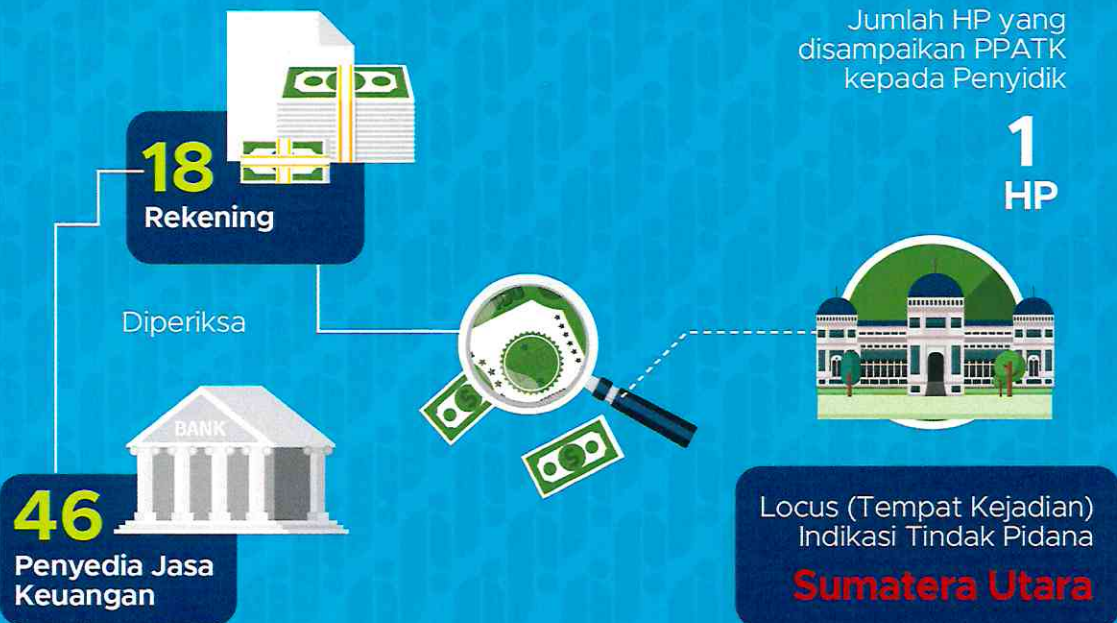 18
Rekening
Diperiksa
BANK
46
Penyedia Jasa
Keuangan
Jumlah HP yang
disampaikan PPATK
kepada Penyidik
1
HP
Locus (Tempat Kejadian)
Indikasi Tindak Pidana
Sumatera Utara